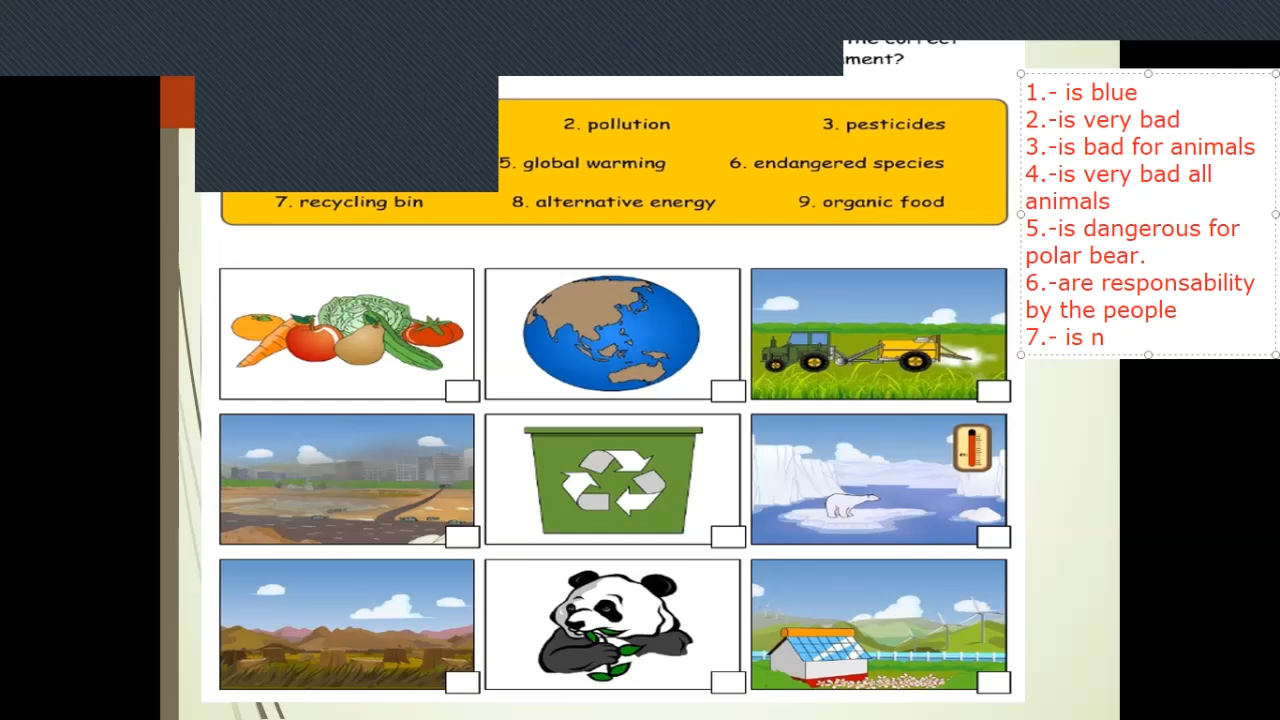 ment?
2. pollution 3. pesticides
5. global warming 6. endangered species
7. recycling bin 8. alternative energy 9. organic food
1.- is blue
2.-is very bad
3.-is bad for animals
4.-is very bad all
animals
5.-is dangerous for
polar bear.
6.-are responsability
by the people
7.- is n